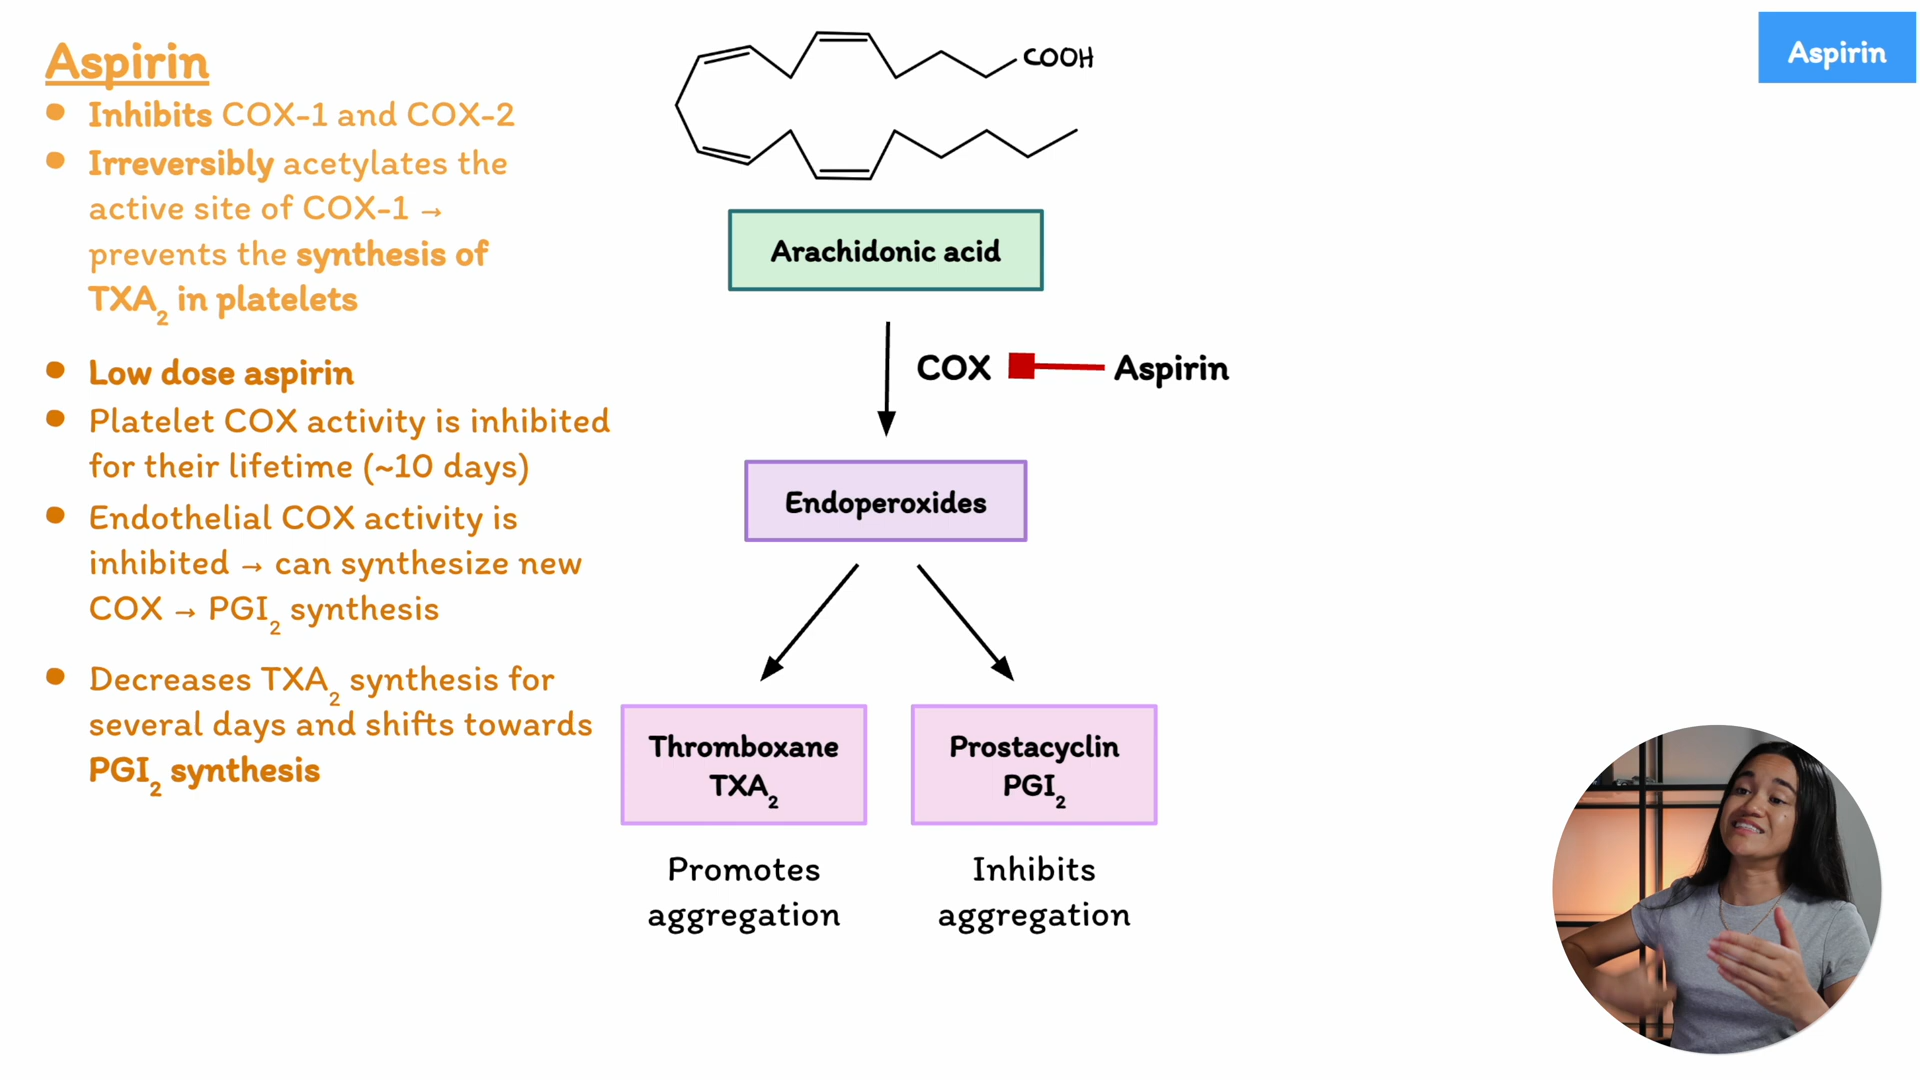 Aspirin
• Inhibits COX-1 and COX-2
• Irreversibly acetylates the
active site of COX-1 →
prevents the synthesis of
TXA₂ in platelets
• Low dose aspirin
• Platelet COX activity is inhibited
for their lifetime (~10 days)
• Endothelial COX activity is
inhibited → can synthesize new
COX → PGI₂ synthesis
• Decreases TXA₂ synthesis for
several days and shifts towards
PGI₂ synthesis
COOH
Arachidonic acid
COX
Aspirin
Endoperoxides
Thromboxane
TXA₂
Prostacyclin
PGI₂
Promotes
aggregation
Inhibits
aggregation
Aspirin